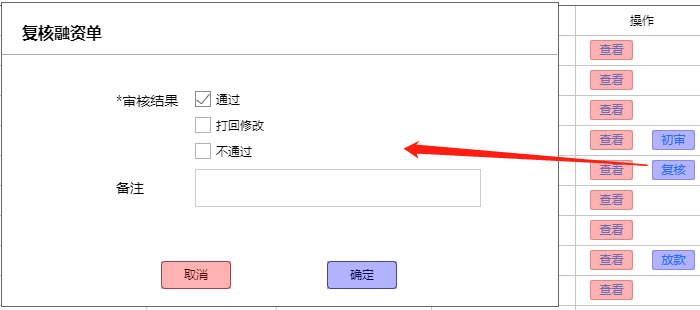 复核融资单
*审核结果
通过
打回修改
不通过
备注
取消
确定
操作
查看
查看
查看
查看 初审
查看 复核
查看
查看
查看 放款
查看